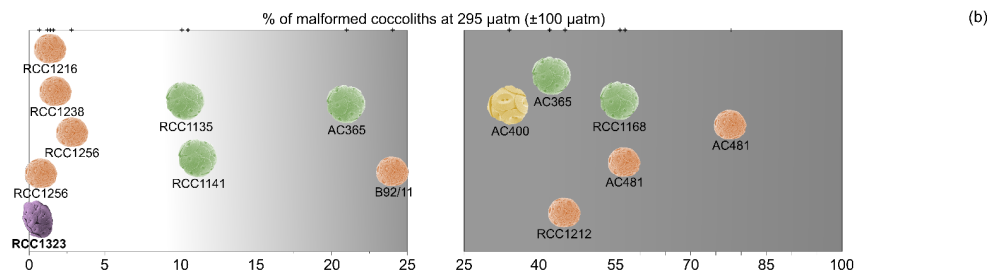 % of malformed coccoliths at 295 µatm (±100 µatm)
(b)
RCC1216
RCC1238
RCC1256
RCC1256
RCC1323
RCC1135
RCC1141
AC365
B92/11
AC400
AC365
RCC1168
AC481
AC481
RCC1212
0 5 10 15 20 25
25 40 55 70 85 100